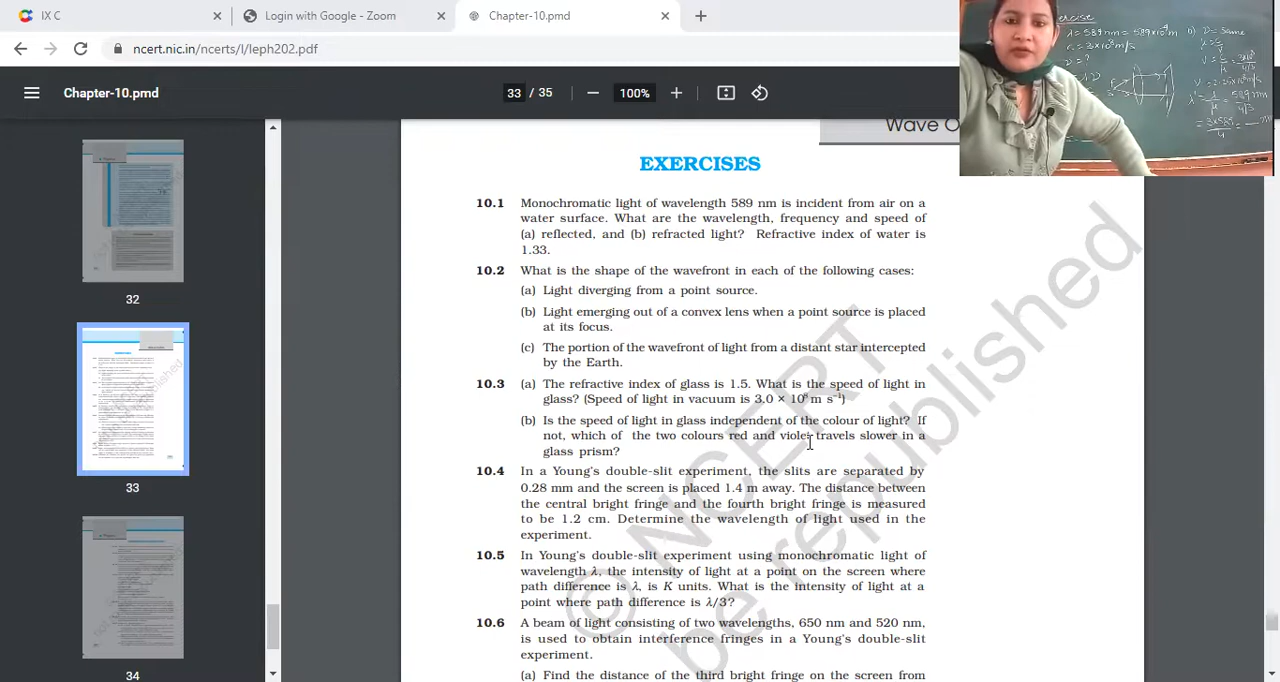 IX C
Login with Google - Zoom
Chapter-10.pmd
ncert.nic.in/ncerts/l/leph202.pdf
Chapter-10.pmd
33 / 35
100%
32
33
34
Wave O
EXERCISES
10.1 Monochromatic light of wavelength 589 nm is incident from air on a
water surface. What are the wavelength, frequency and speed of
(a) reflected, and (b) refracted light? Refractive index of water is
1.33.
10.2 What is the shape of the wavefront in each of the following cases:
(a) Light diverging from a point source.
(b) Light emerging out of a convex lens when a point source is placed
at its focus.
(c) The portion of the wavefront of light from a distant star intercepted
by the Earth.
10.3 (a) The refractive index of glass is 1.5. What is the speed of light in
glass? (Speed of light in vacuum is 3.0 × 10
(b) Is the speed of light in glass independent of the colour of light? If
not, which of the two colours red and violet travels slower in a
glass prism?
10.4 In a Young's double-slit experiment, the slits are separated by
0.28 mm and the screen is placed 1.4 m away. The distance between
the central bright fringe and the fourth bright fringe is measured
to be 1.2 cm. Determine the wavelength of light used in the
experiment.
10.5 In Young's double-slit experiment using monochromatic light of
wavelength λ, the intensity of light at a point on the screen where
path difference is λ, is K units. What is the intensity of light at a
point where path difference is λ/3?
10.6 A beam of light consisting of two wavelengths, 650 nm and 520 nm,
is used to obtain interference fringes in a Young's double-slit
experiment.
(a) Find the distance of the third bright fringe on the screen from
© NCERT
be republished